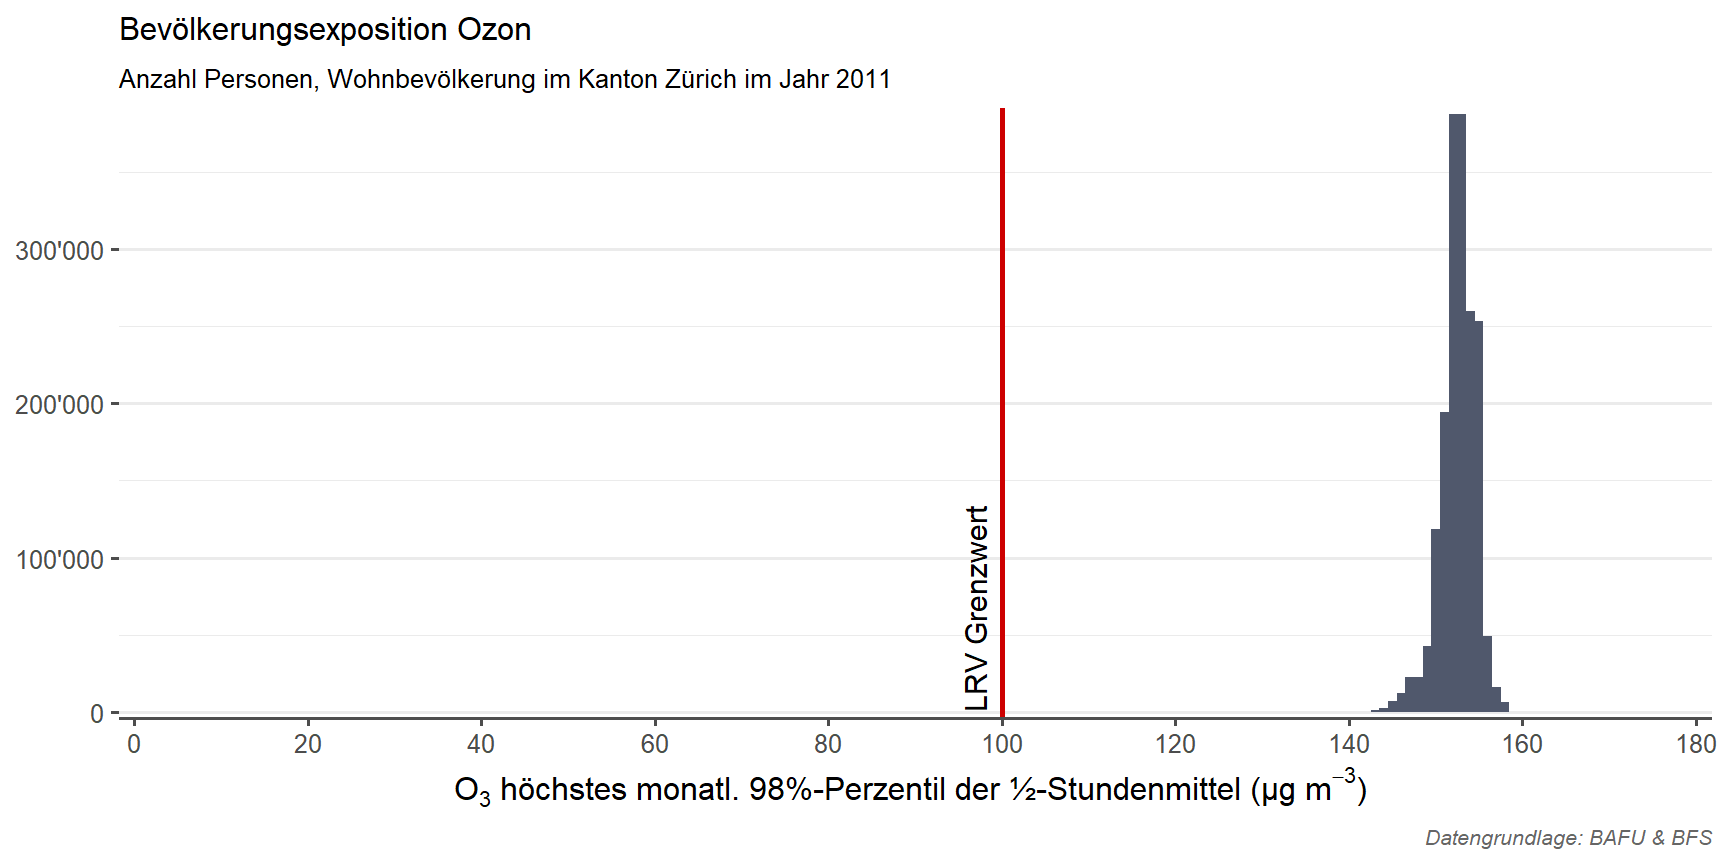 Bevölkerungsexposition Ozon
Anzahl Personen, Wohnbevölkerung im Kanton Zürich im Jahr 2011
300'000
200'000
100'000
0
LRV Grenzwert
0 20 40 60 80 100 120 140 160 180
O₃ höchstes monatl. 98%-Perzentil der ½-Stundenmittel (µg m⁻³)
Datengrundlage: BAFU & BFS